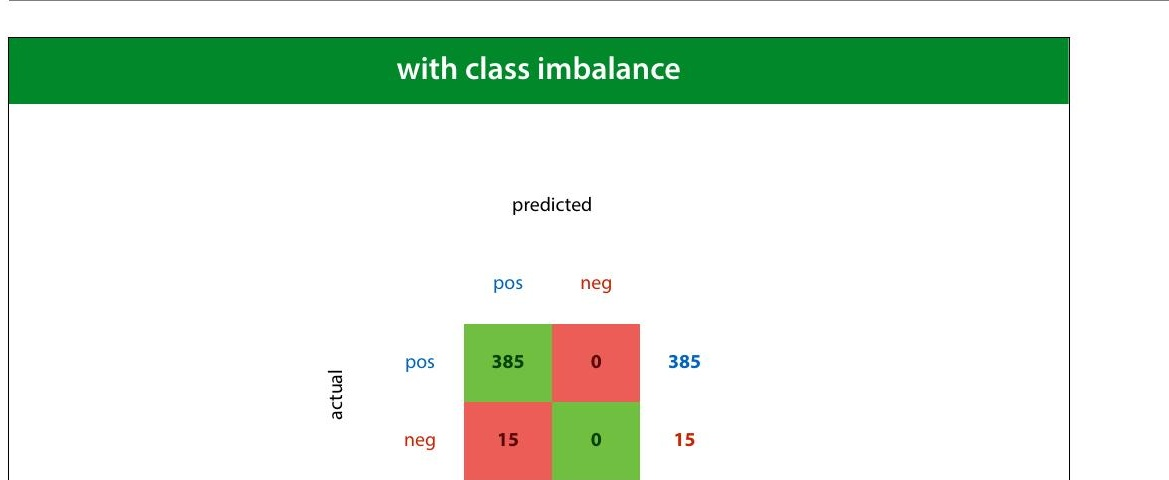 with class imbalance
predicted
pos neg
pos 385 0 385
actual
neg 15 0 15